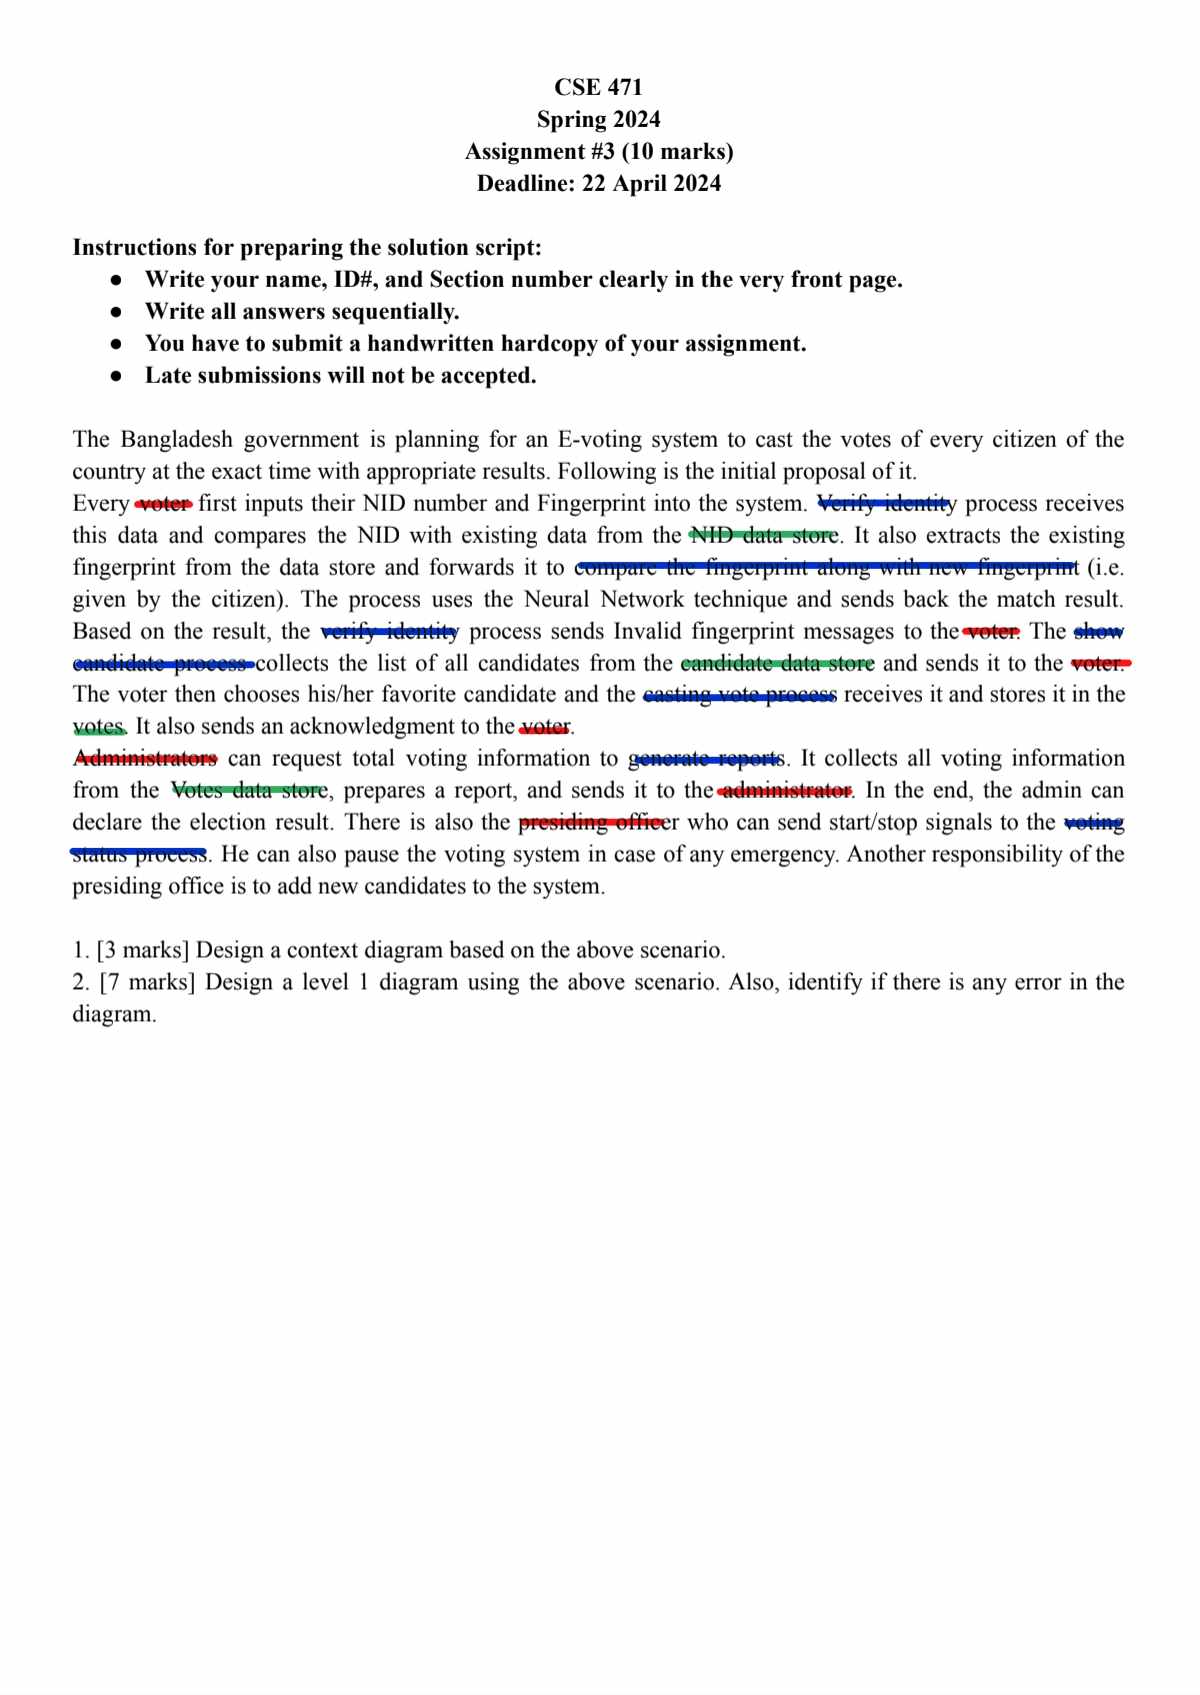 CSE 471
Spring 2024
Assignment #3 (10 marks)
Deadline: 22 April 2024
Instructions for preparing the solution script:
● Write your name, ID#, and Section number clearly in the very front page.
● Write all answers sequentially.
● You have to submit a handwritten hardcopy of your assignment.
● Late submissions will not be accepted.
The Bangladesh government is planning for an E-voting system to cast the votes of every citizen of the
country at the exact time with appropriate results. Following is the initial proposal of it.
Every voter first inputs their NID number and Fingerprint into the system. Verify identity process receives
this data and compares the NID with existing data from the NID data store. It also extracts the existing
fingerprint from the data store and forwards it to compare the fingerprint along with new fingerprint (i.e.
given by the citizen). The process uses the Neural Network technique and sends back the match result.
Based on the result, the verify identity process sends Invalid fingerprint messages to the voter. The show
candidate process collects the list of all candidates from the candidate data store and sends it to the voter.
The voter then chooses his/her favorite candidate and the casting vote process receives it and stores it in the
votes. It also sends an acknowledgment to the voter.
Administrators can request total voting information to generate reports. It collects all voting information
from the Votes data store, prepares a report, and sends it to the administrator. In the end, the admin can
declare the election result. There is also the presiding officer who can send start/stop signals to the voting
status process. He can also pause the voting system in case of any emergency. Another responsibility of the
presiding office is to add new candidates to the system.
1. [3 marks] Design a context diagram based on the above scenario.
2. [7 marks] Design a level 1 diagram using the above scenario. Also, identify if there is any error in the
diagram.